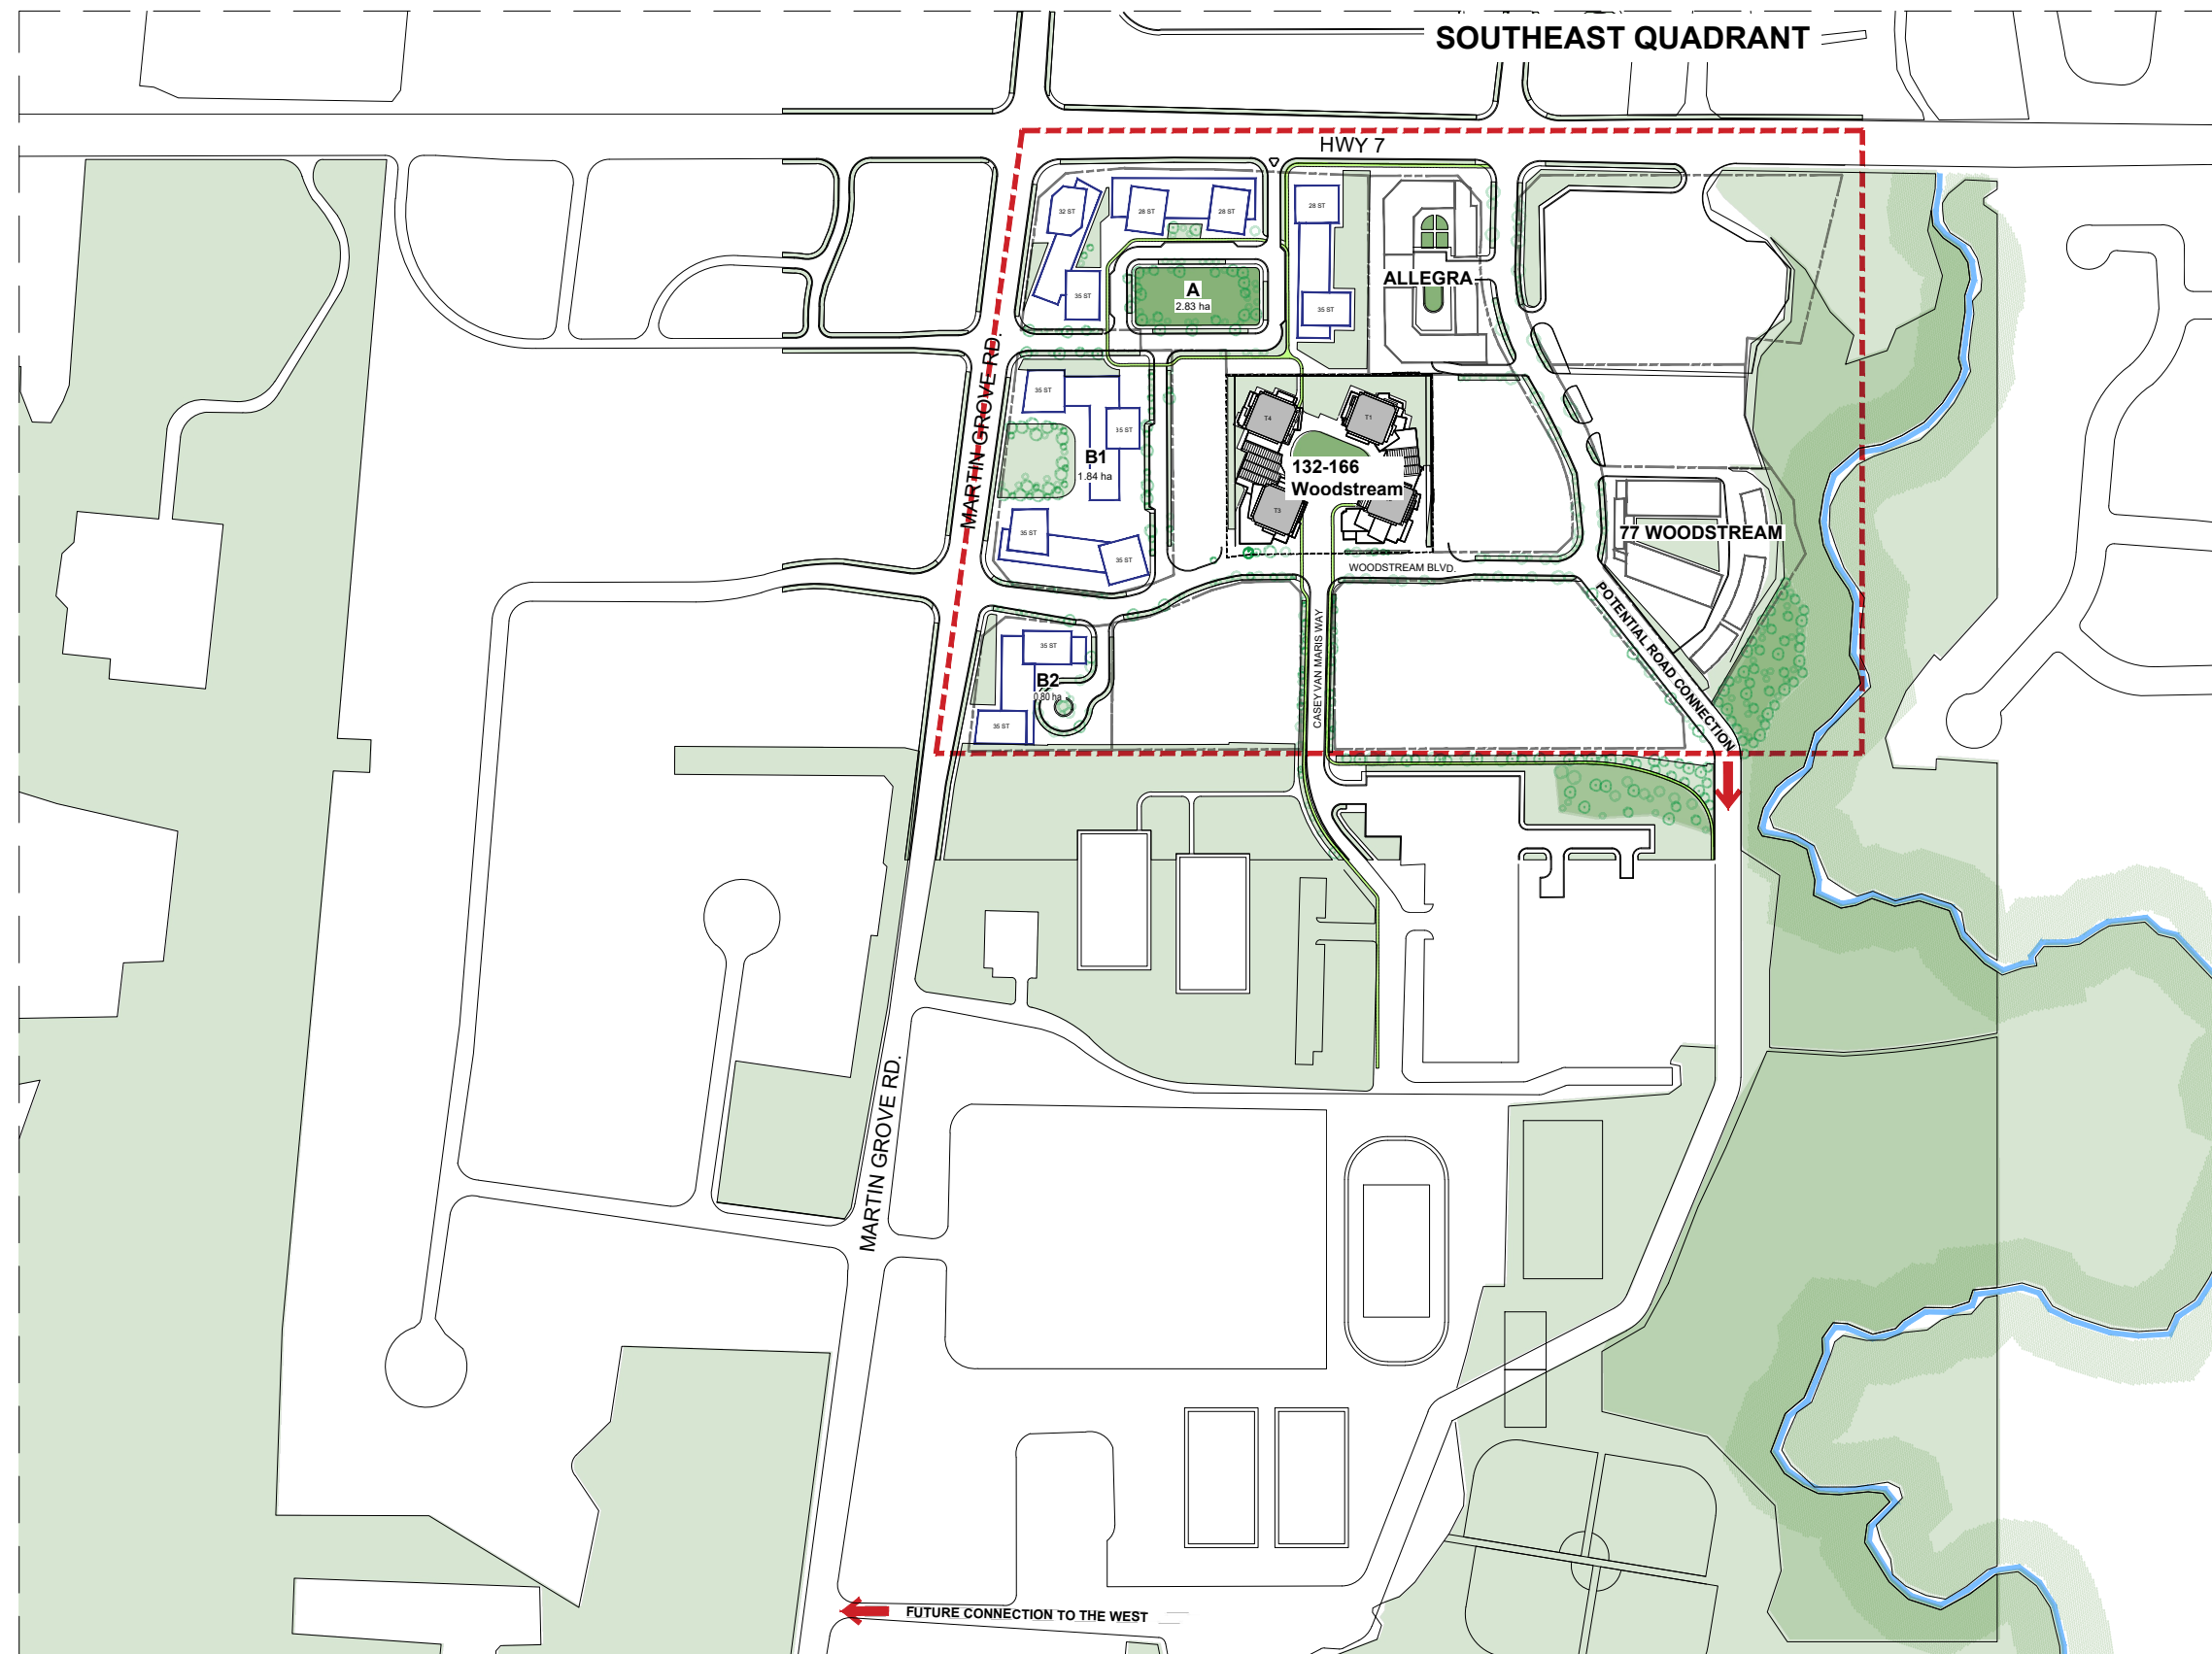 SOUTHEAST QUADRANT
HWY 7
32 ST
28 ST
28 ST
28 ST
35 ST
A
2.83 ha
35 ST
ALLEGRA
MARTIN GROVE RD.
35 ST
35 ST
B1
1.84 ha
35 ST
35 ST
T4
T1
132-166
Woodstream
T3
77 WOODSTREAM
WOODSTREAM BLVD.
CASEY VAN MARIS WAY
POTENTIAL ROAD CONNECTION
35 ST
B2
0.80 ha
35 ST
MARTIN GROVE RD.
FUTURE CONNECTION TO THE WEST